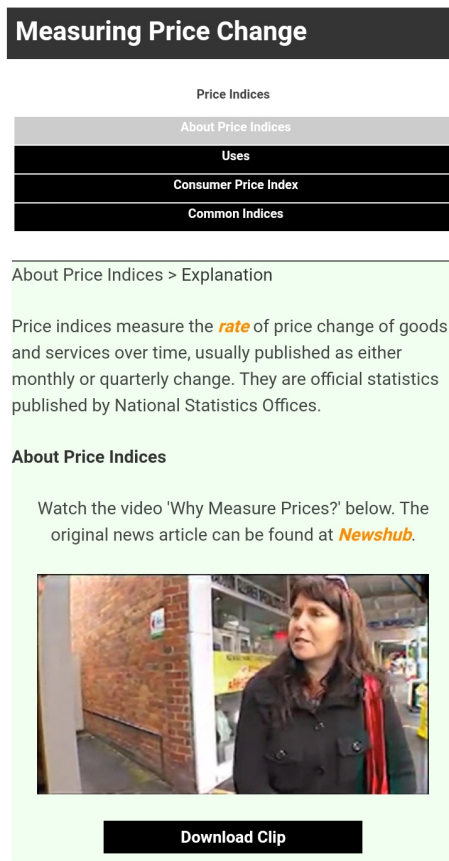 Measuring Price Change
Price Indices
About Price Indices
Uses
Consumer Price Index
Common Indices
About Price Indices > Explanation
Price indices measure the rate of price change of goods
and services over time, usually published as either
monthly or quarterly change. They are official statistics
published by National Statistics Offices.
About Price Indices
Watch the video 'Why Measure Prices?' below. The
original news article can be found at Newshub.
Download Clip